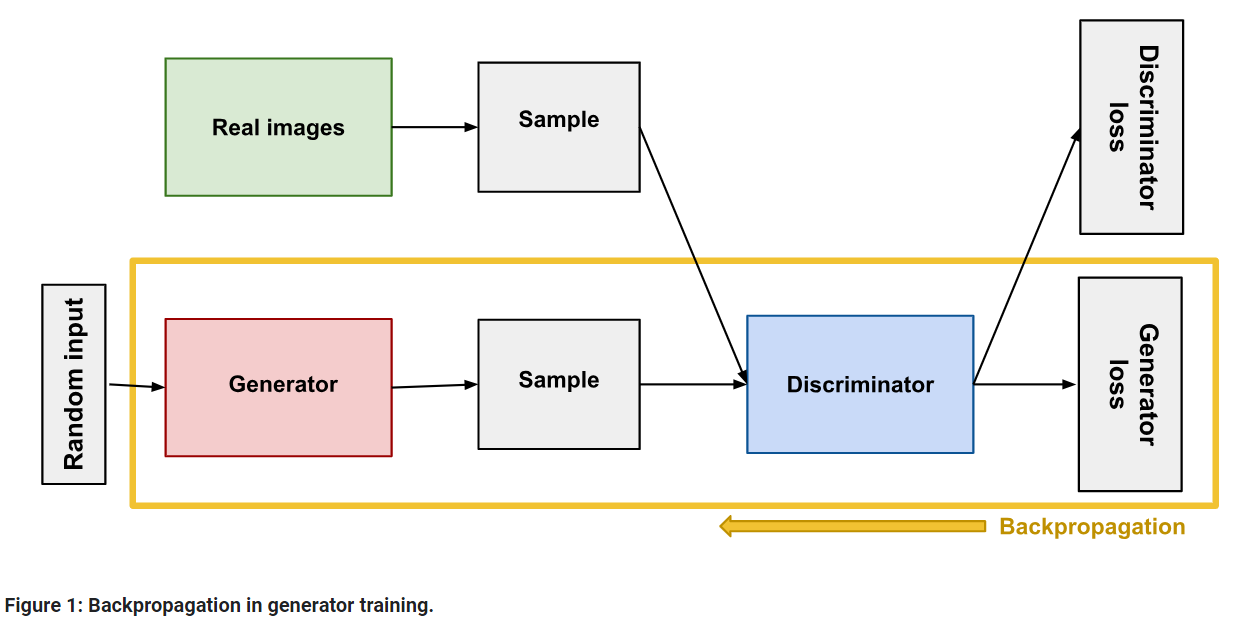 Real images
Sample
Discriminator
loss
Random input
Generator
Sample
Discriminator
Generator
loss
Backpropagation
Figure 1: Backpropagation in generator training.